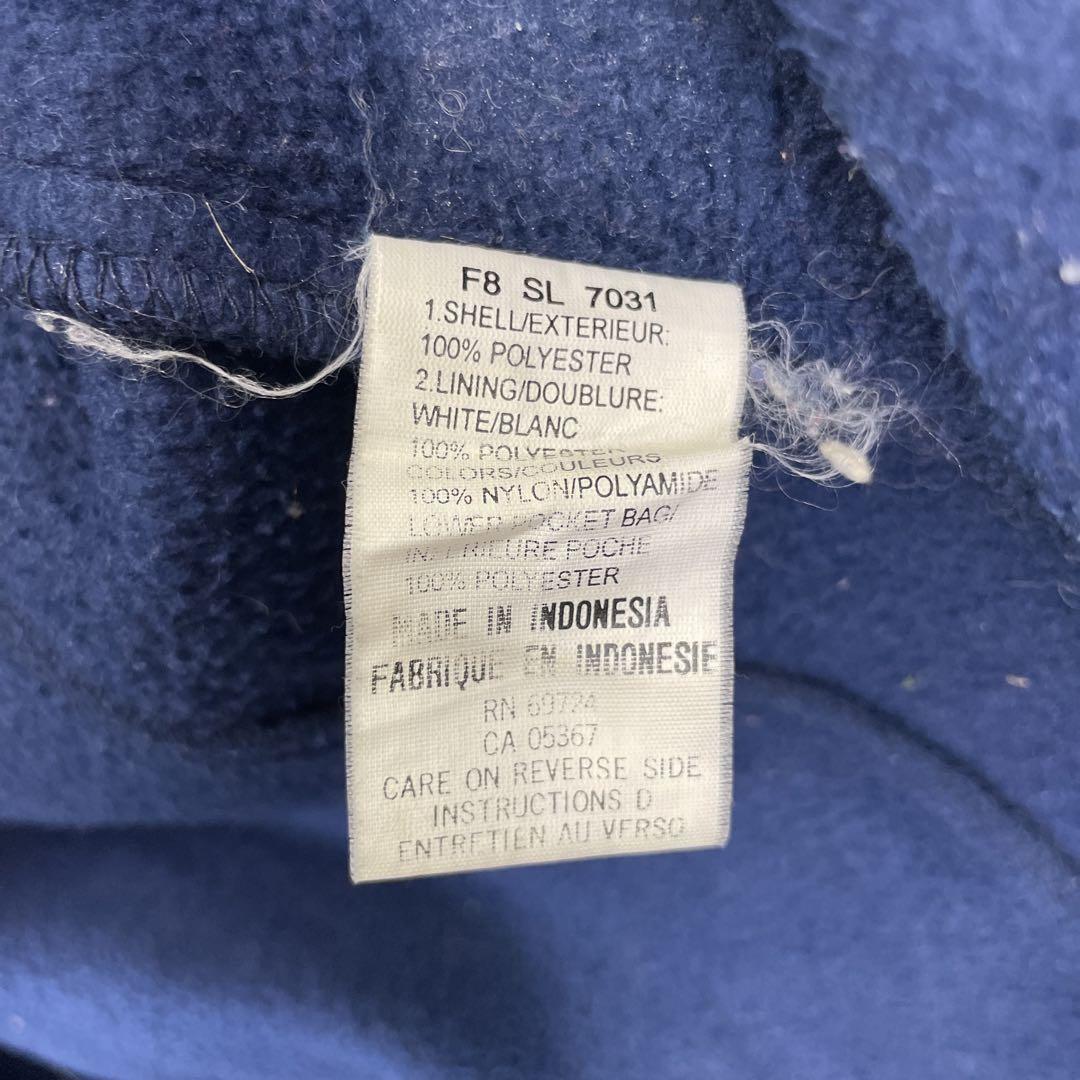 F8 SL 7031
1.SHELL/EXTERIEUR:
100% POLYESTER
2.LINING/DOUBLURE:
WHITE/BLANC
100% POLYESTER
COLORS/COULEURS
100% NYLON/POLYAMIDE
LOWER POCKET BAG/
INTERIEURE POCHE
100% POLYESTER
MADE IN INDONESIA
FABRIQUE EN INDONESIE
RN 69724
CA 05367
CARE ON REVERSE SIDE
INSTRUCTIONS D
ENTRETIEN AU VERSO